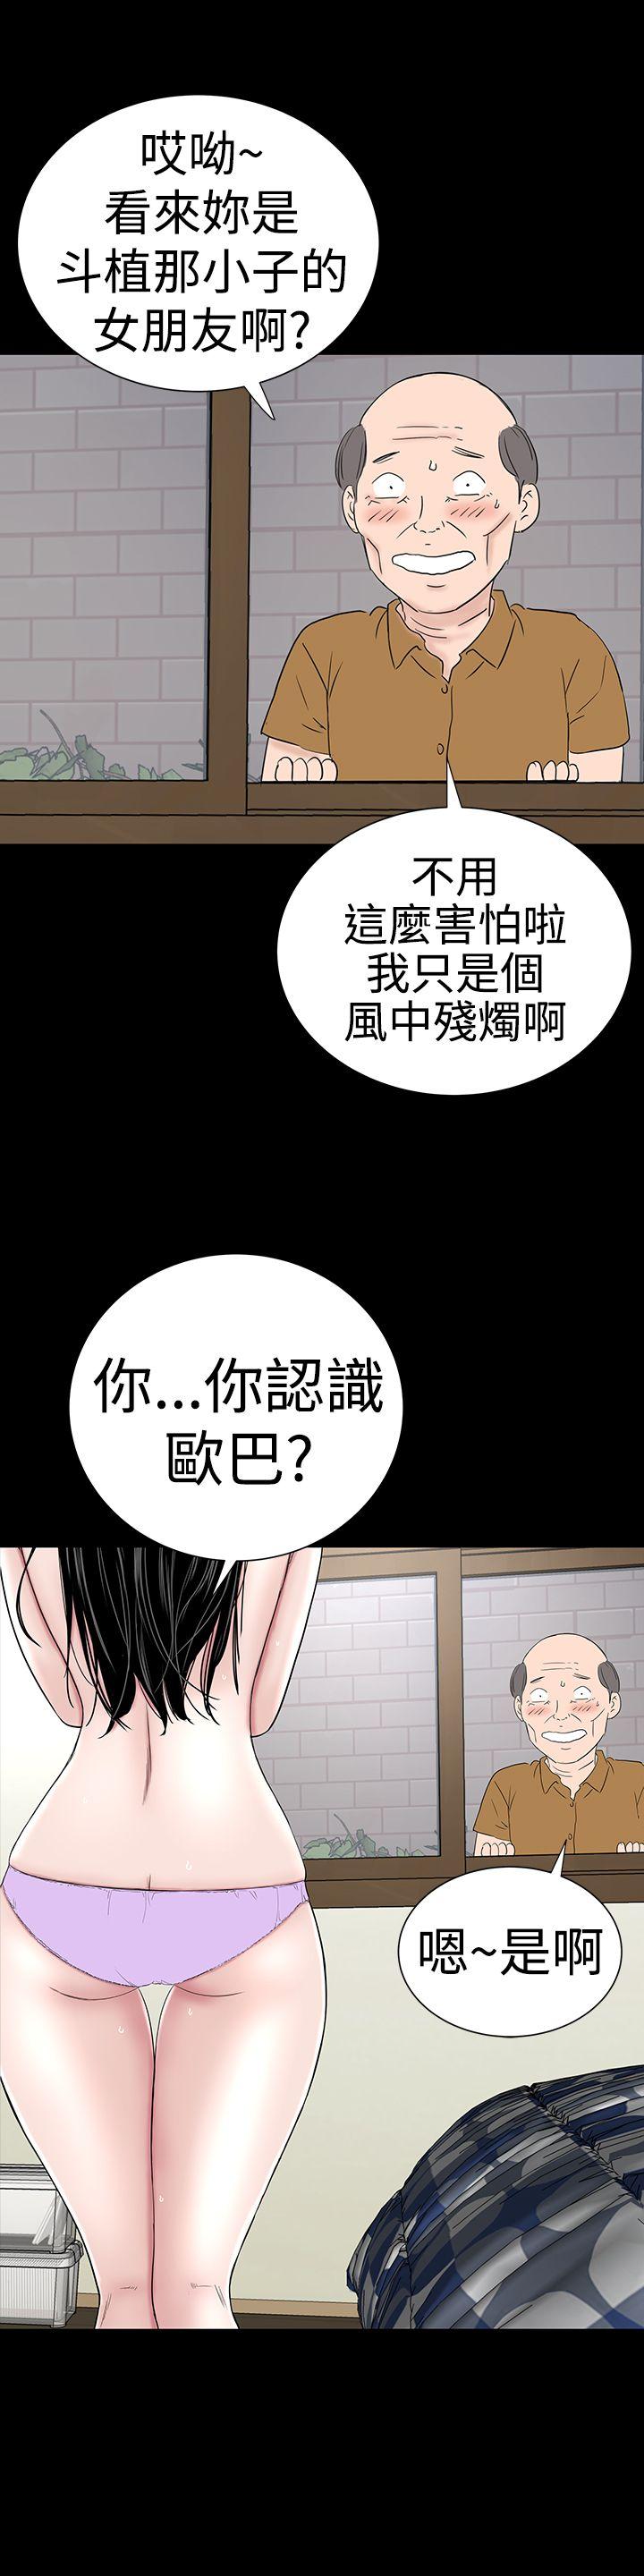 哎呦~
看來妳是
斗植那小子的
女朋友啊?
不用
這麼害怕啦
我只是個
風中殘燭啊
你...你認識
歐巴?
嗯~是啊